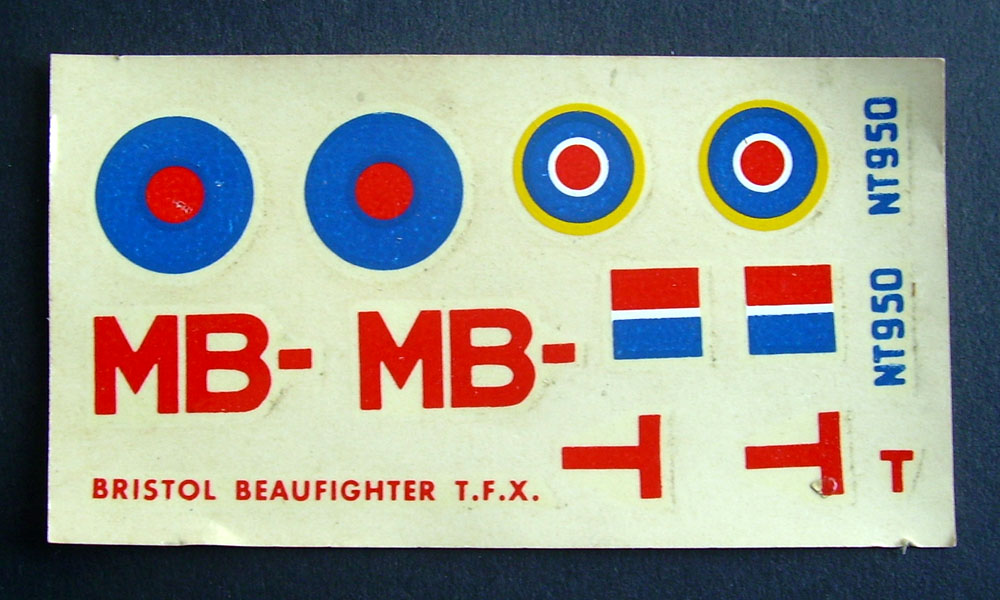 NT950
MB- MB-
NT950
T T T
BRISTOL BEAUFIGHTER T.F.X.